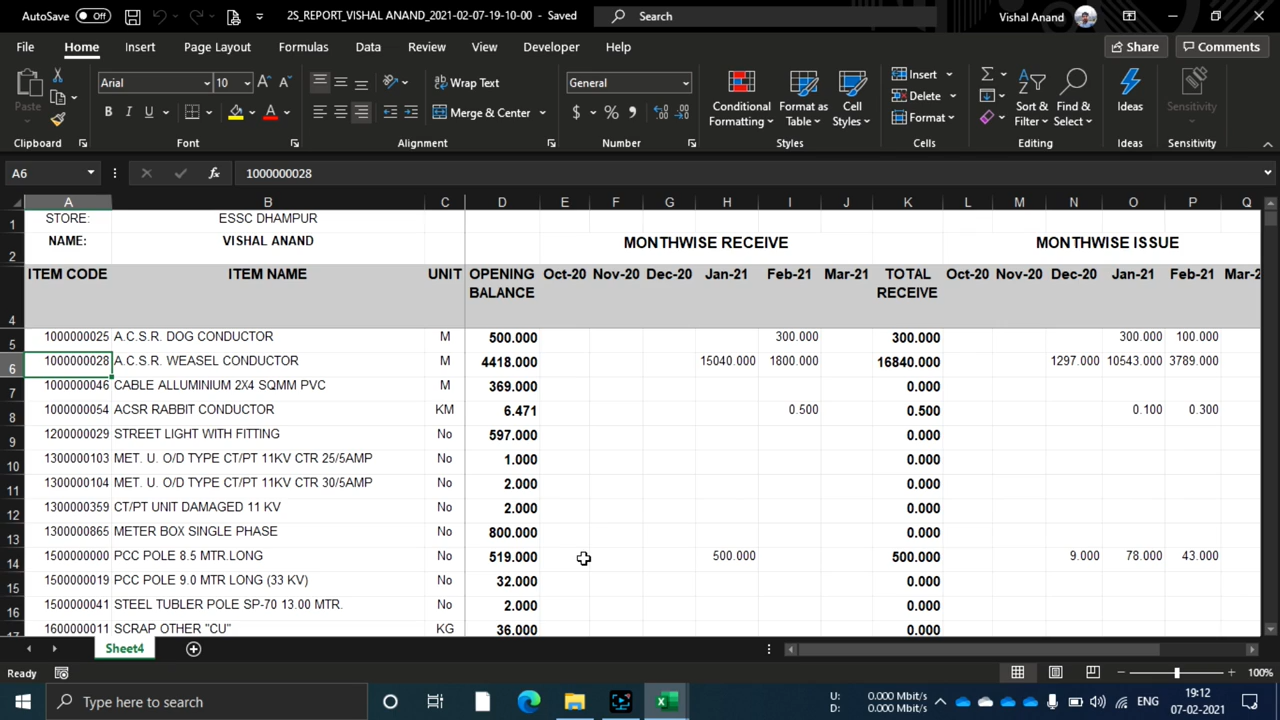 AutoSave Off 2S_REPORT_VISHAL ANAND_2021-02-07-19-10-00 - Saved Search Vishal Anand
File Home Insert Page Layout Formulas Data Review View Developer Help Share Comments
Paste Arial 10 Wrap Text General Conditional Formatting Format as Table Cell Styles Insert Sort & Filter Find & Select Ideas Sensitivity
B I U Merge & Center $ % Delete
Format
Clipboard Font Alignment Number Styles Cells Editing Ideas Sensitivity
A6 fx 1000000028
A B C D E F G H I J K L M N O P Q
1 STORE: ESSC DHAMPUR
2 NAME: VISHAL ANAND MONTHWISE RECEIVE MONTHWISE ISSUE
4 ITEM CODE ITEM NAME UNIT OPENING BALANCE Oct-20 Nov-20 Dec-20 Jan-21 Feb-21 Mar-21 TOTAL RECEIVE Oct-20 Nov-20 Dec-20 Jan-21 Feb-21 Mar-2
5 1000000025 A.C.S.R. DOG CONDUCTOR M 500.000 300.000 300.000 300.000 100.000
6 1000000028 A.C.S.R. WEASEL CONDUCTOR M 4418.000 15040.000 1800.000 16840.000 1297.000 10543.000 3789.000
7 1000000046 CABLE ALLUMINIUM 2X4 SQMM PVC M 369.000 0.000
8 1000000054 ACSR RABBIT CONDUCTOR KM 6.471 0.500 0.500 0.100 0.300
9 1200000029 STREET LIGHT WITH FITTING No 597.000 0.000
10 1300000103 MET. U. O/D TYPE CT/PT 11KV CTR 25/5AMP No 1.000 0.000
11 1300000104 MET. U. O/D TYPE CT/PT 11KV CTR 30/5AMP No 2.000 0.000
12 1300000359 CT/PT UNIT DAMAGED 11 KV No 2.000 0.000
13 1300000865 METER BOX SINGLE PHASE No 800.000 0.000
14 1500000000 PCC POLE 8.5 MTR.LONG No 519.000 500.000 500.000 9.000 78.000 43.000
15 1500000019 PCC POLE 9.0 MTR LONG (33 KV) No 32.000 0.000
16 1500000041 STEEL TUBLER POLE SP-70 13.00 MTR. No 2.000 0.000
17 1600000011 SCRAP OTHER "CU" KG 36.000 0.000
Sheet4
Ready 100%
Type here to search U: 0.000 Mbit/s ENG 19:12
D: 0.000 Mbit/s 07-02-2021